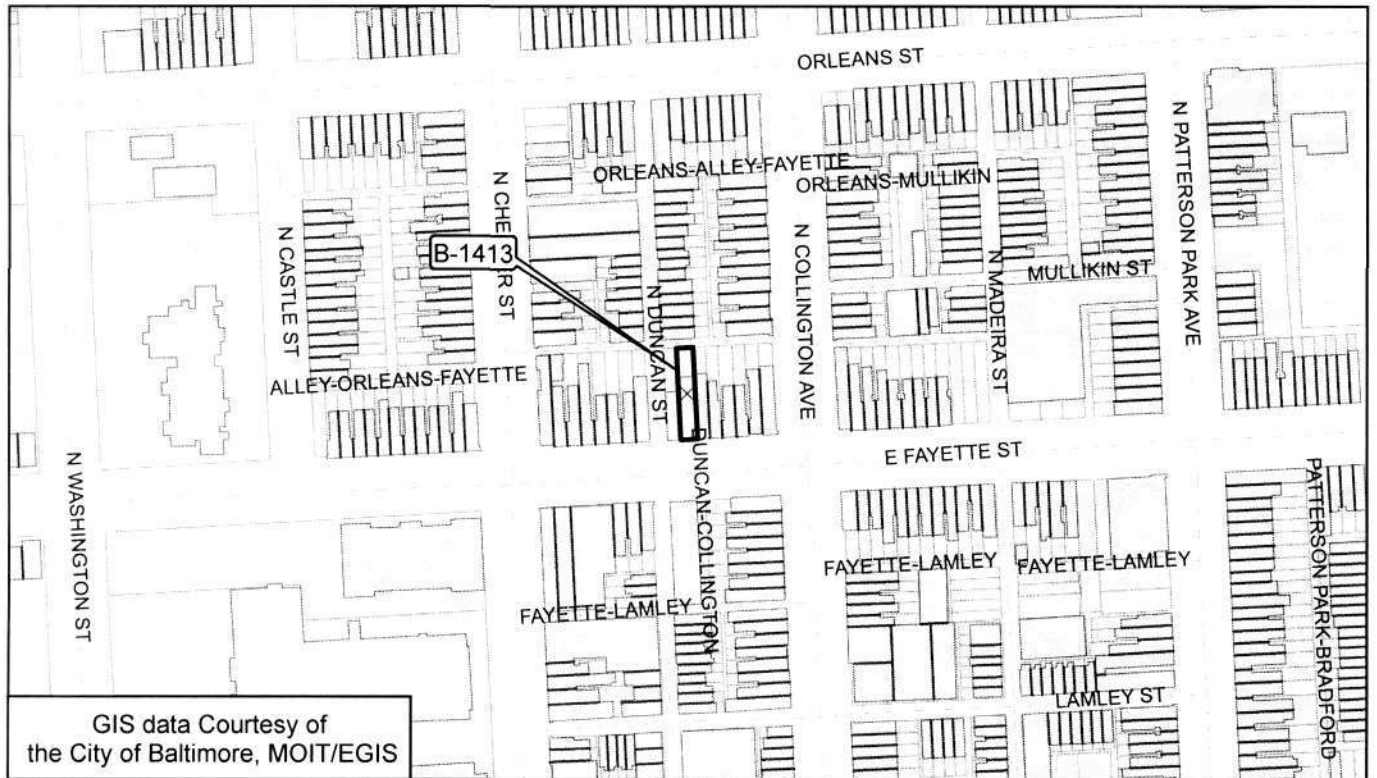 ORLEANS ST
N PATTERSON PARK AVE
ORLEANS-ALLEY-FAYETTE
ORLEANS-MULLIKIN
N CASTLE ST
B-1413
N DUNCAN ST
N COLLINGTON AVE
N MADEIRA ST
MULLIKIN ST
ALLEY-ORLEANS-FAYETTE
E FAYETTE ST
N WASHINGTON ST
DUNCAN-COLLINGTON
PATTERSON PARK-BRADFORD
FAYETTE-LAMLEY
FAYETTE-LAMLEY
FAYETTE-LAMLEY
LAMLEY ST
GIS data Courtesy of
the City of Baltimore, MOIT/EGIS